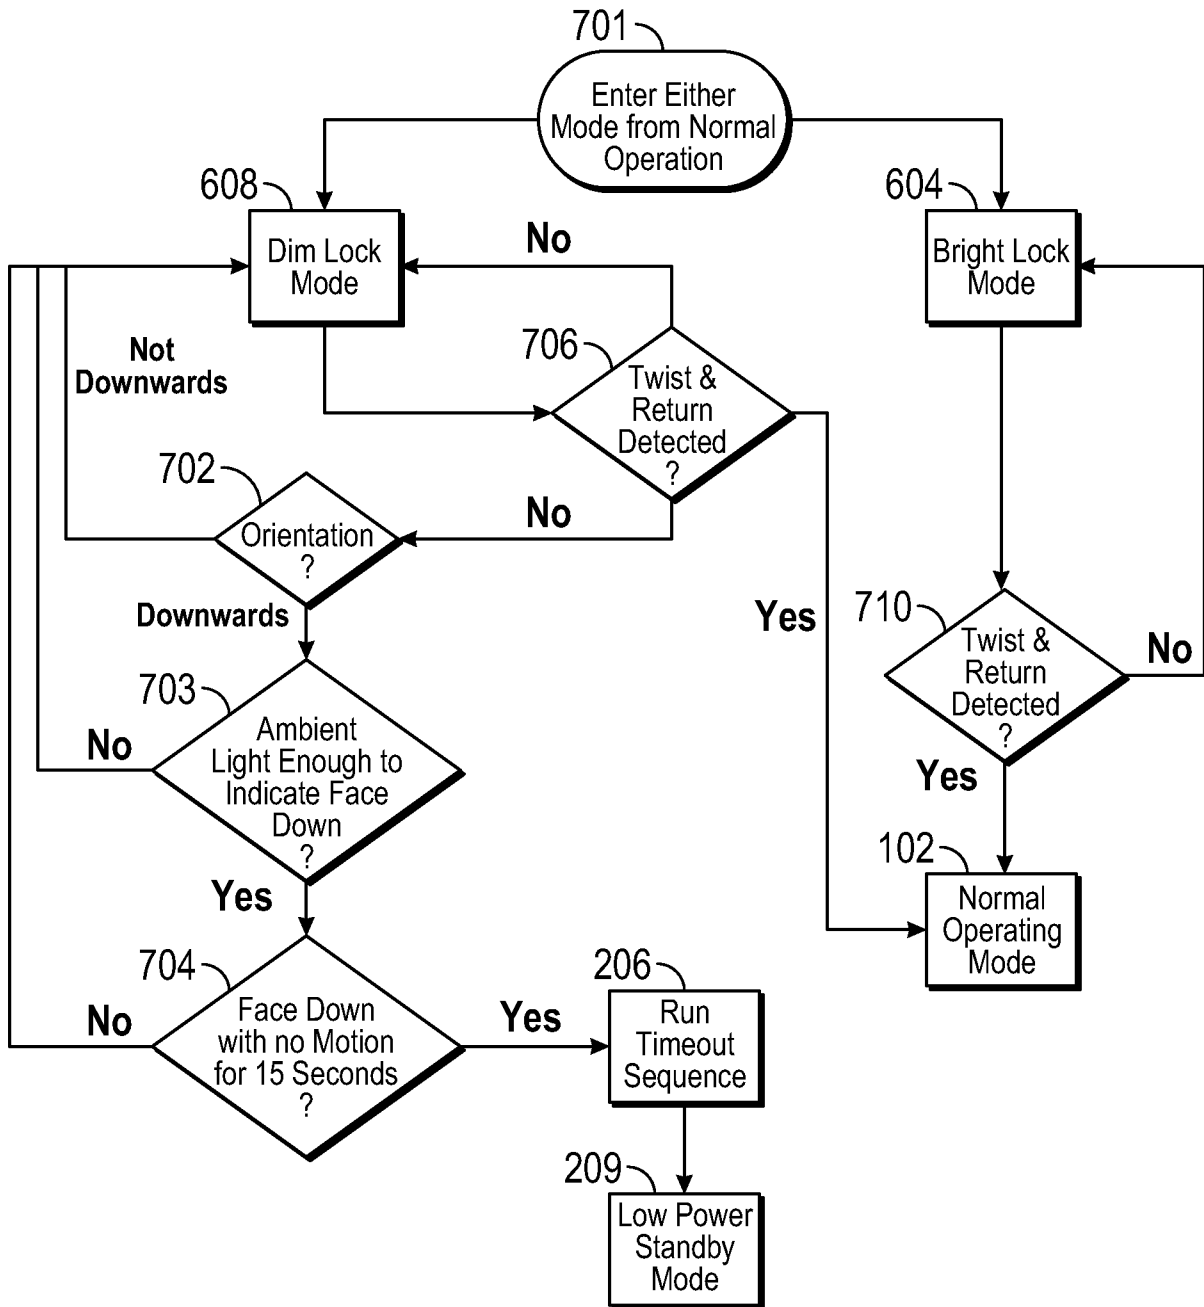 701
Enter Either
Mode from Normal
Operation
608
Dim Lock
Mode
No
604
Bright Lock
Mode
Not
Downwards
706
Twist &
Return
Detected
?
702
Orientation
?
No
Downwards
Yes
710
Twist &
Return
Detected
?
No
703
Ambient
Light Enough to
Indicate Face
Down
?
No
Yes
Yes
102
Normal
Operating
Mode
704
Face Down
with no Motion
for 15 Seconds
?
No
Yes
206
Run
Timeout
Sequence
209
Low Power
Standby
Mode